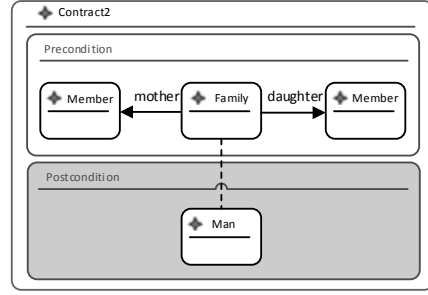 Contract2
Precondition
Member mother Family daughter Member
Postcondition
Man